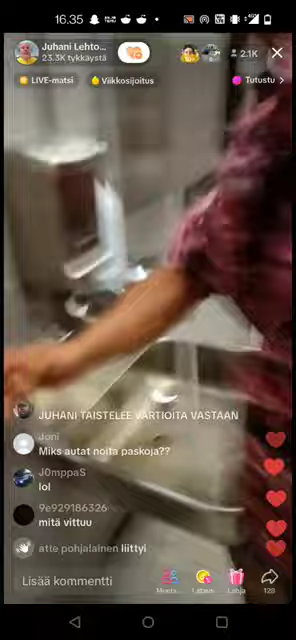 16.35
Juhani Lehto...
23.3K tykkäystä
2.1K
LIVE-matsi
Viikkosijoitus
Tutustu
JUHANI TAISTELEE VARTIOITA VASTAAN
doni
Miks autat noita paskoja??
J0mppaS
lol
9e929186326
mitä vittuu
atte pohjalainen liittyi
Lisää kommentti
Lahja
128